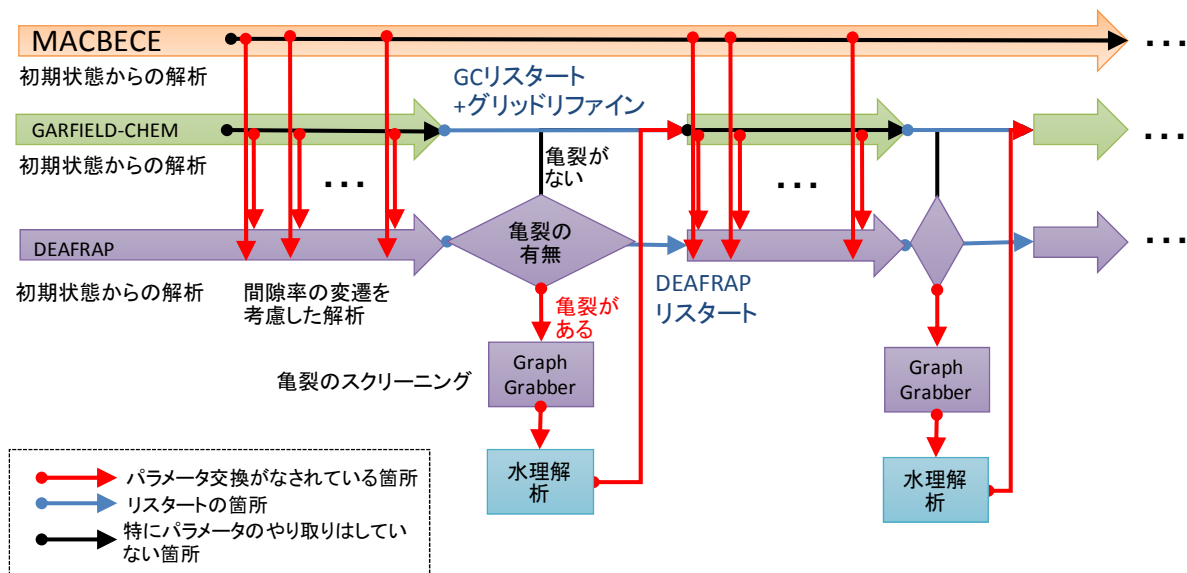 MACBECE
初期状態からの解析
・・・
GCリスタート
+グリッドリファイン
GARFIELD-CHEM
初期状態からの解析
・・・
亀裂が
ない
・・・
・・・
DEAFRAP
初期状態からの解析
間隙率の変遷を
考慮した解析
亀裂の
有無
・・・
DEAFRAP
リスタート
亀裂が
ある
亀裂のスクリーニング
Graph
Grabber
Graph
Grabber
水理解
析
水理解
析
パラメータ交換がなされている箇所
リスタートの箇所
特にパラメータのやり取りはしてい
ない箇所